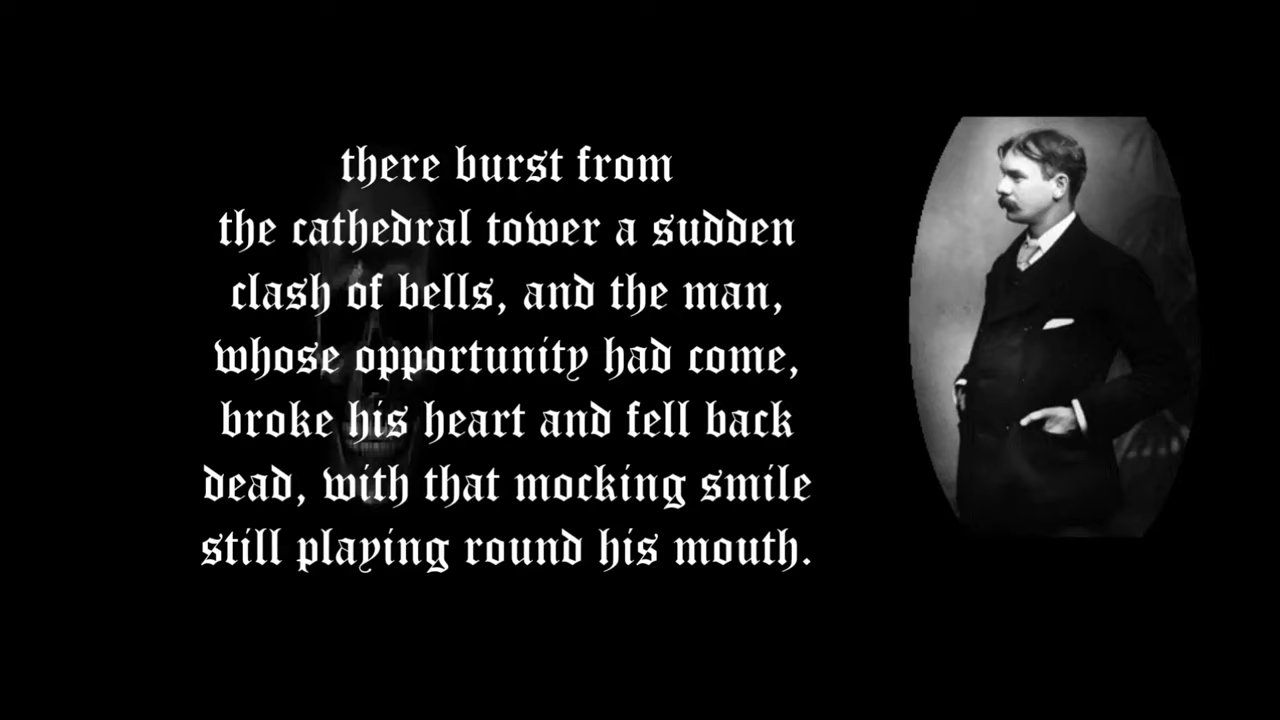 there burst from
the cathedral tower a sudden
clash of bells, and the man,
whose opportunity had come,
broke his heart and fell back
dead, with that mocking smile
still playing round his mouth.